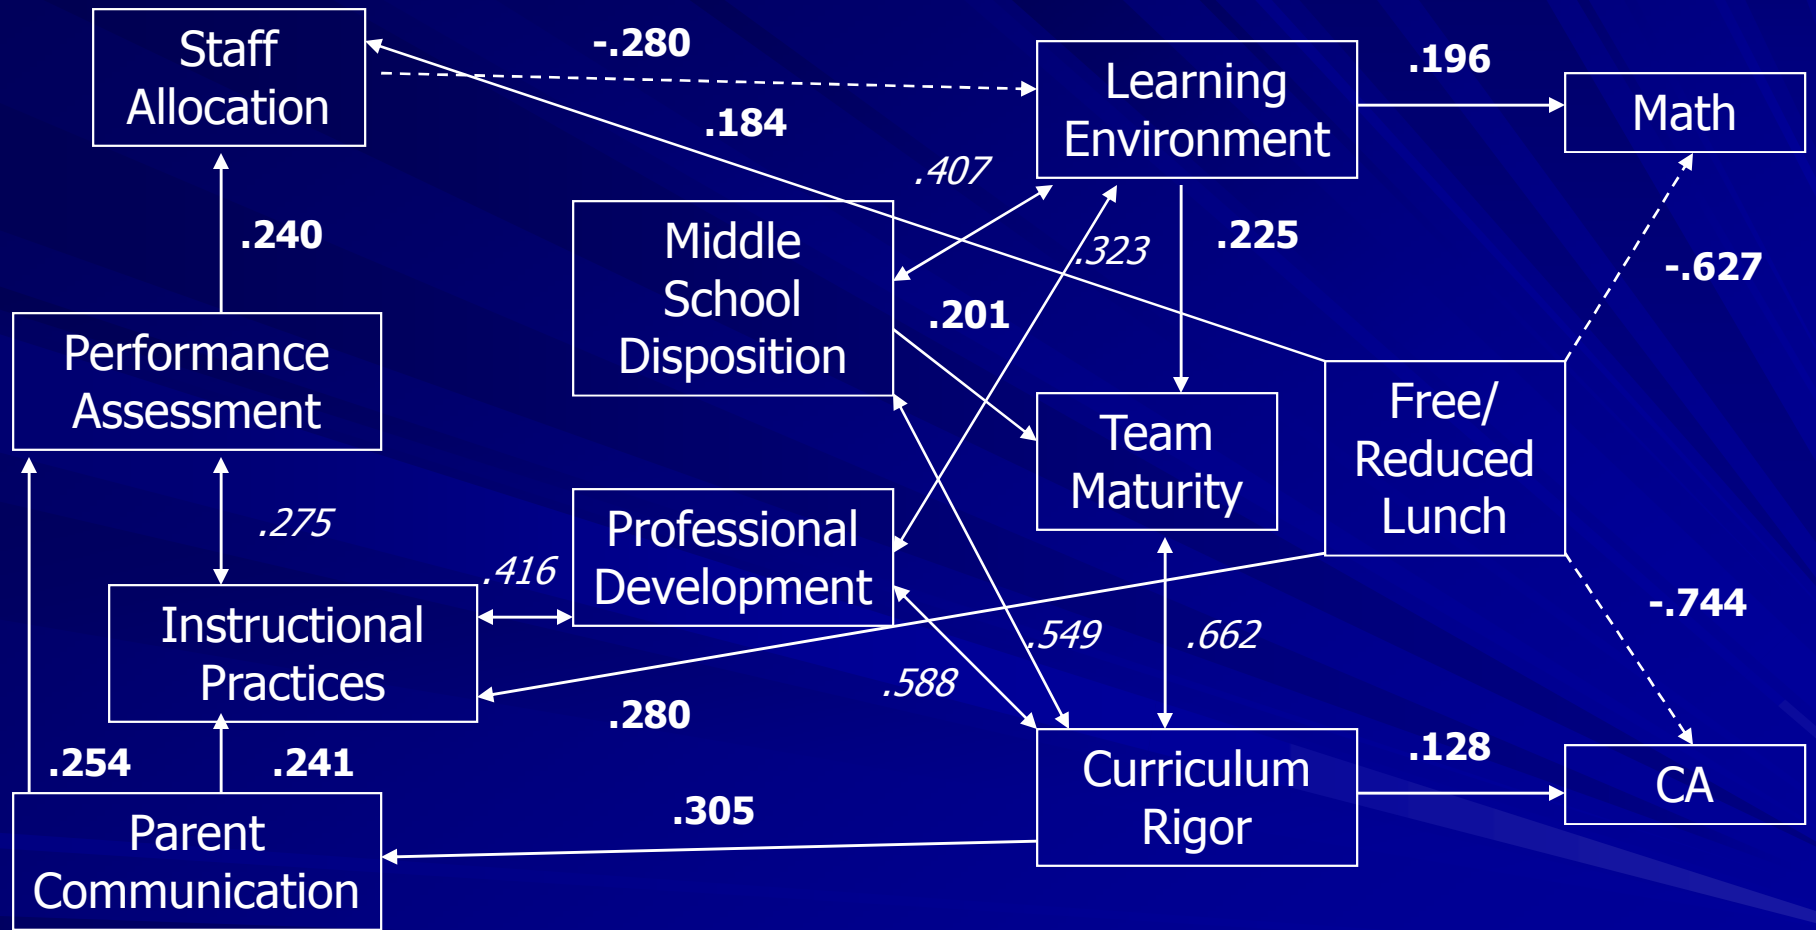 Staff
Allocation
-.280
.184
Learning
Environment
.196
Math
.407
.240
Middle
School
Disposition
.323
.225
-.627
.201
Performance
Assessment
Team
Maturity
Free/
Reduced
Lunch
.275
.416
Professional
Development
Instructional
Practices
.549
.662
-.744
.588
.280
.254
.241
.305
Curriculum
Rigor
.128
CA
Parent
Communication